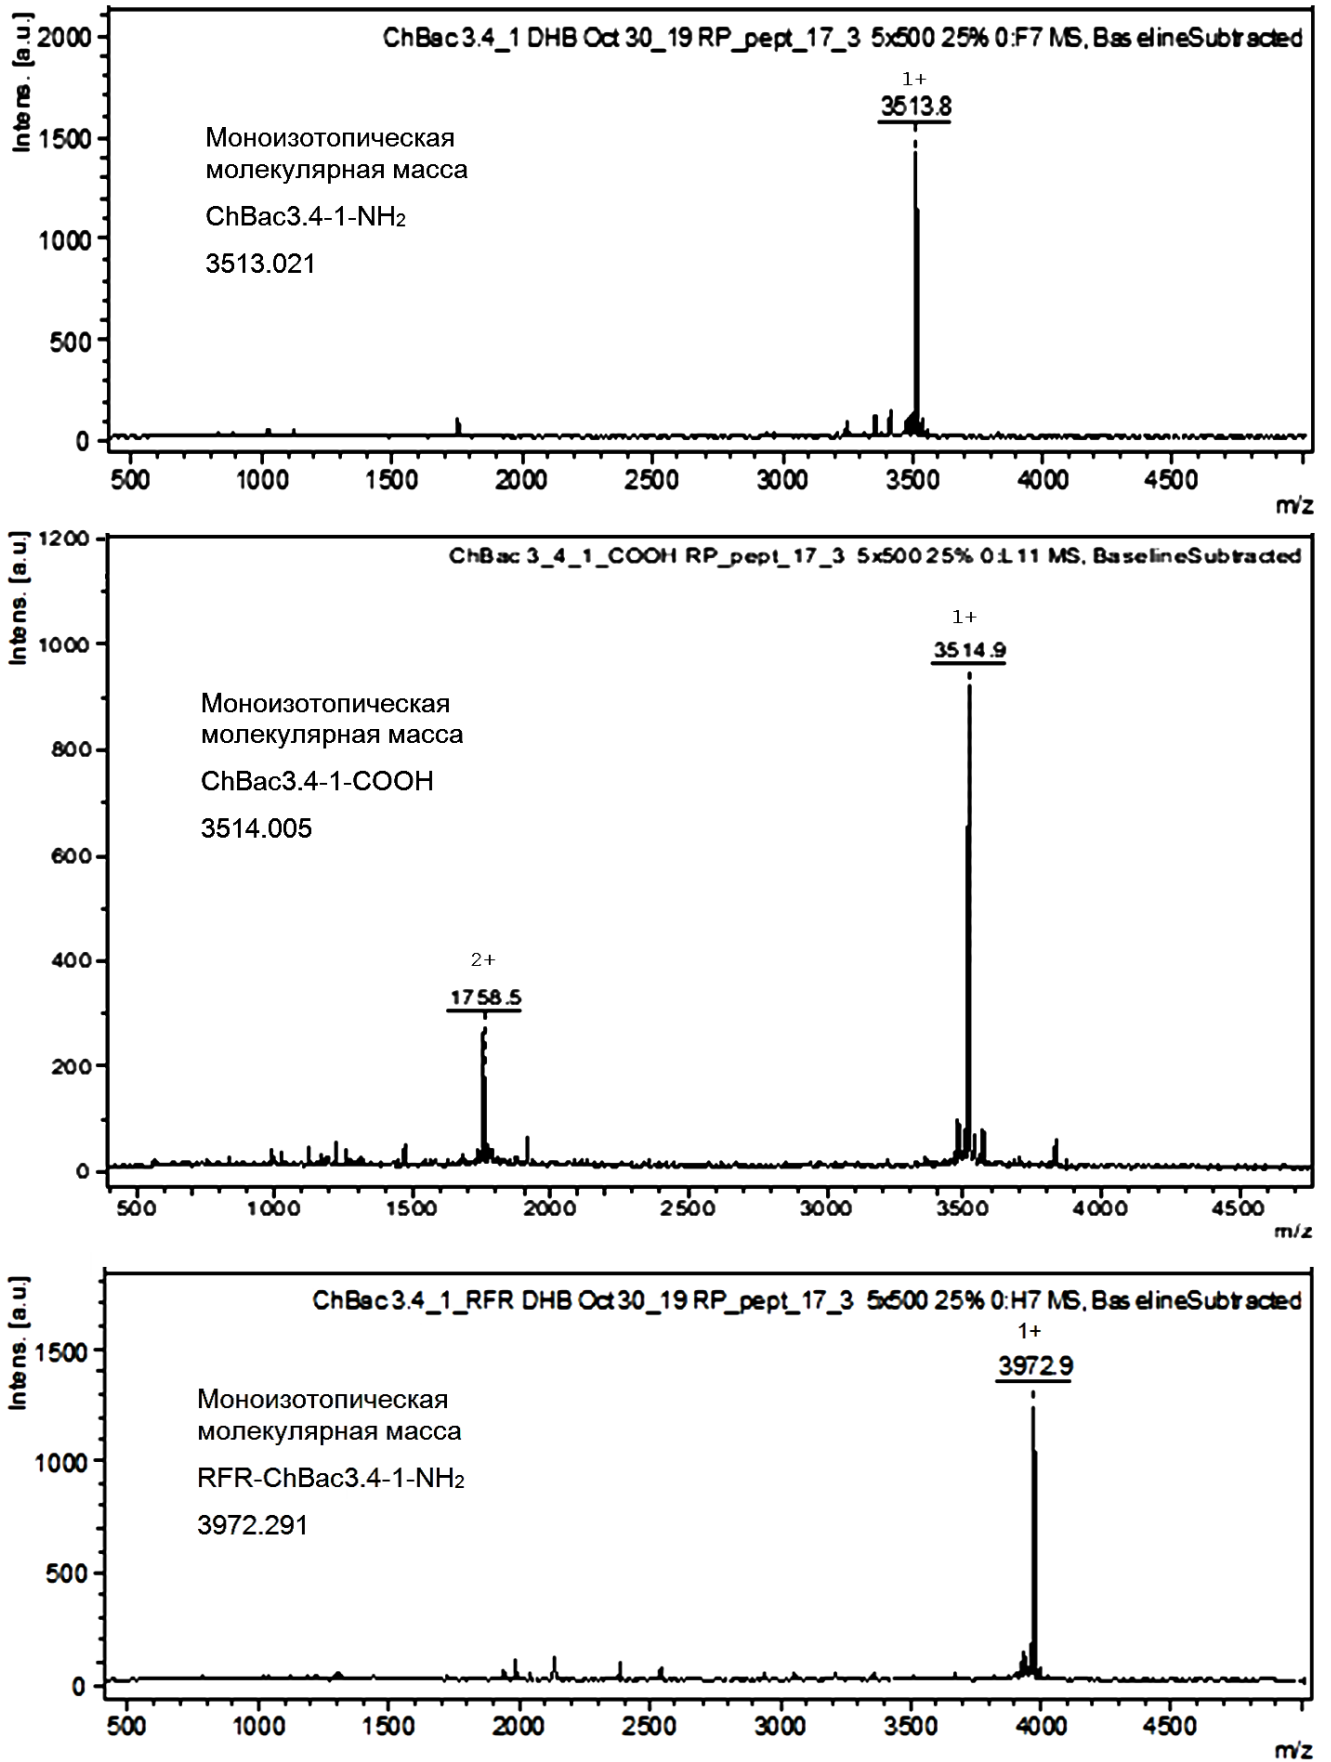 ChBac3.4_1 DHB Oct 30_19 RP_pept_17_3 5x500 25% 0:F7 MS, BaselineSubtracted
Intens. [a.u.]
2000
1500
1000
500
0
1+
3513.8
Моноизотопическая
молекулярная масса
ChBac3.4-1-NH₂
3513.021
500 1000 1500 2000 2500 3000 3500 4000 4500
m/z
ChBac 3_4_1_COOH RP_pept_17_3 5x500 25% 0:L11 MS, BaselineSubtracted
Intens. [a.u.]
1200
1000
800
600
400
200
0
1+
3514.9
Моноизотопическая
молекулярная масса
ChBac3.4-1-COOH
3514.005
2+
1758.5
500 1000 1500 2000 2500 3000 3500 4000 4500
m/z
ChBac3.4_1_RFR DHB Oct 30_19 RP_pept_17_3 5x500 25% 0:H7 MS, BaselineSubtracted
Intens. [a.u.]
1500
1000
500
0
1+
3972.9
Моноизотопическая
молекулярная масса
RFR-ChBac3.4-1-NH₂
3972.291
500 1000 1500 2000 2500 3000 3500 4000 4500
m/z